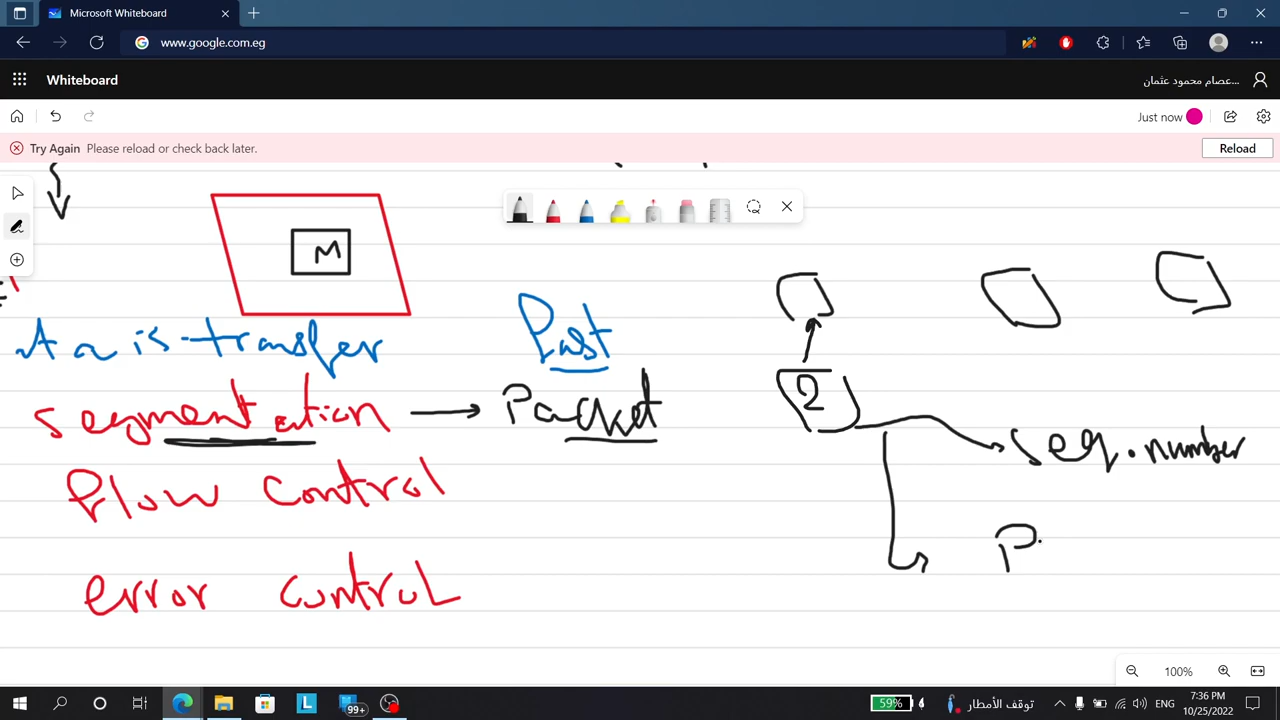 Microsoft Whiteboard
www.google.com.eg
Whiteboard
عصام محمود عثمان...
Just now
Try Again Please reload or check back later.
Reload
M
is transfer
Past
segmentation → Packet
2
seq. number
flow control
P.
error control
100%
L
99+
59%
توقف الأمطار
ENG
7:36 PM
10/25/2022